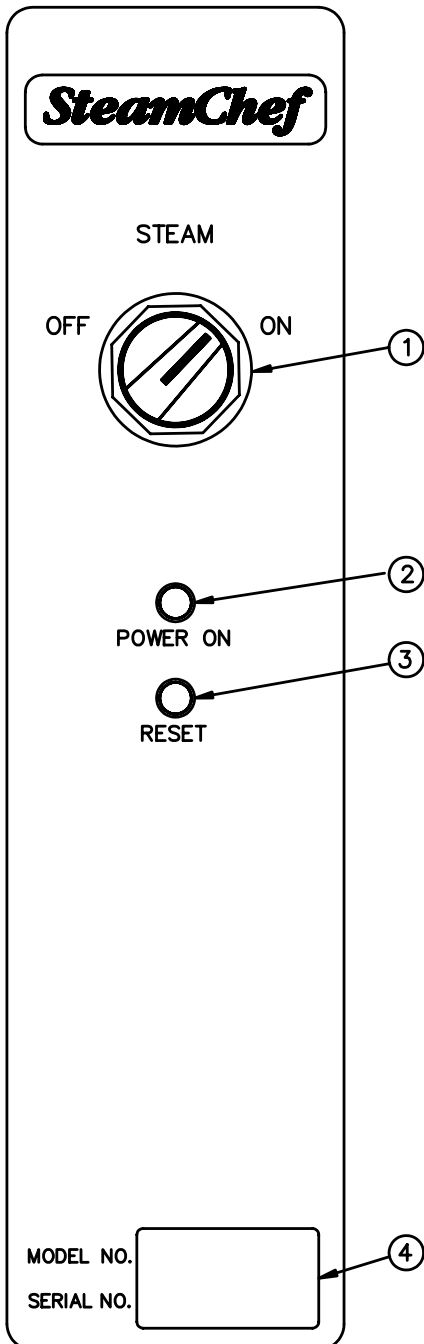 SteamChef
STEAM
OFF ON
1
2
POWER ON
3
RESET
MODEL NO.
4
SERIAL NO.